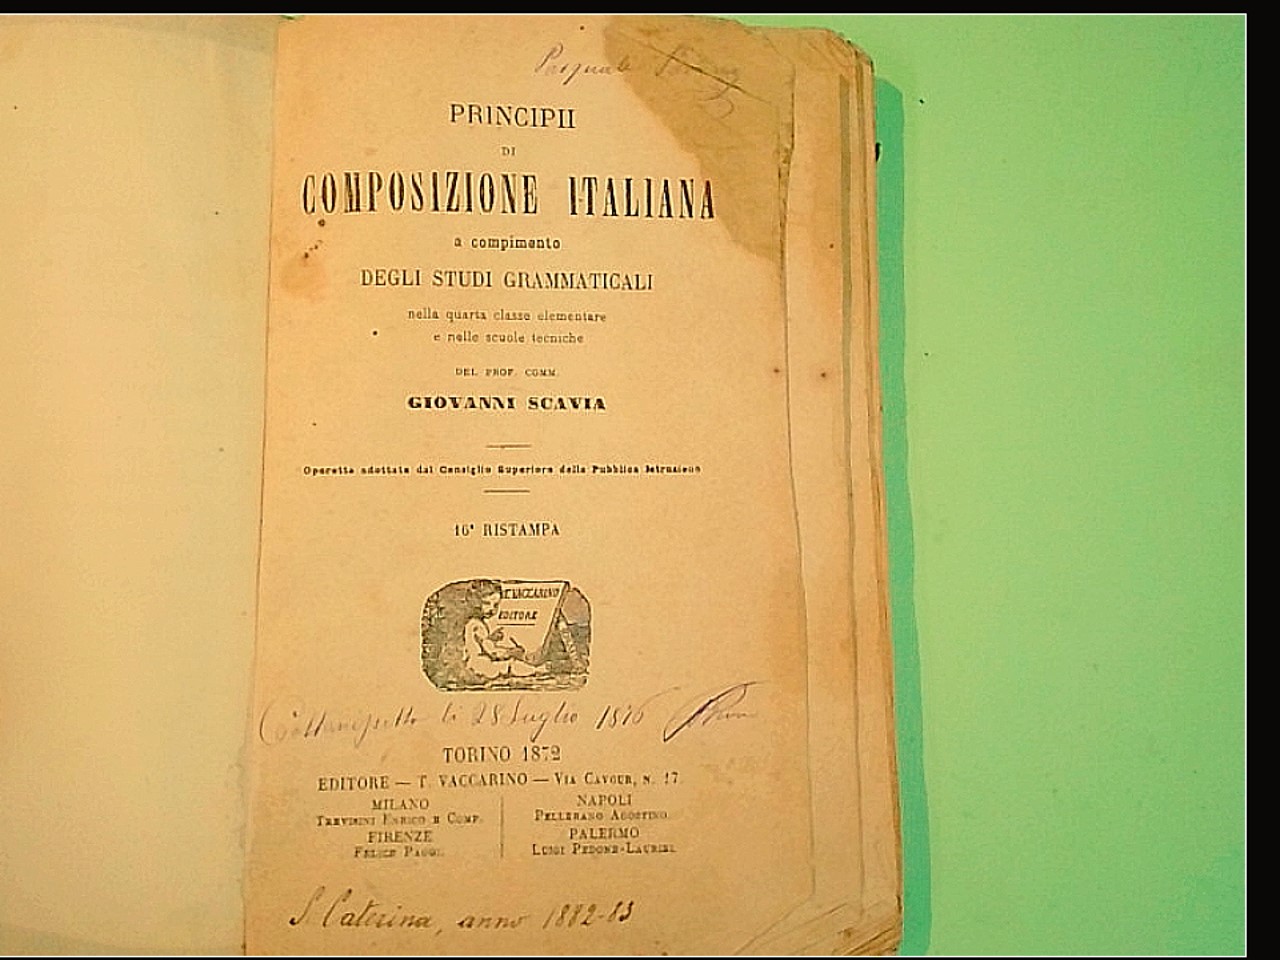 Pasquale
PRINCIPII
DI
COMPOSIZIONE ITALIANA
a compimento
DEGLI STUDI GRAMMATICALI
nella quarta classe elementare
e nelle scuole tecniche
DEL PROF. COMM.
GIOVANNI SCAVIA
Operetta adottata dal Consiglio Superiore della Pubblica Istruzione
16ª RISTAMPA
T. VACCARINO
EDITORE
Caltanissetta li 28 Luglio 1876
TORINO 1872
EDITORE — T. VACCARINO — VIA CAVOUR, N. 17.
MILANO
TREVISINI ENRICO E COMP.
FIRENZE
FELICE PAGGI.
NAPOLI
PELLERANO AGOSTINO.
PALERMO
LUIGI PEDONE-LAURIEL.
S. Caterina, anno 1882-83